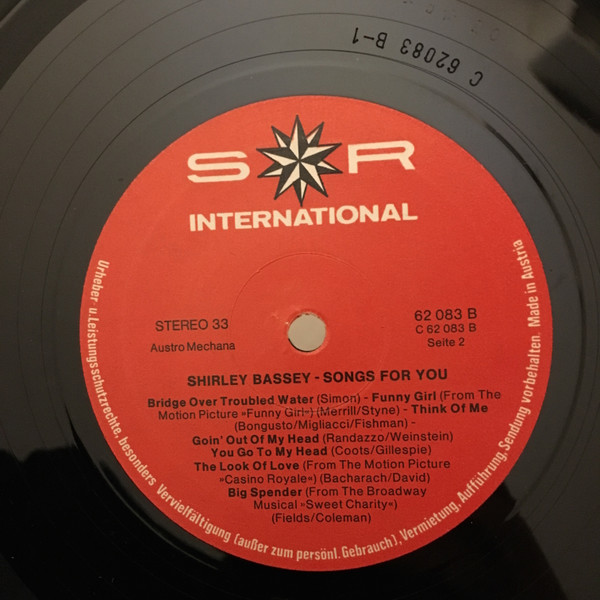 C 62083 B-1
S R
INTERNATIONAL
STEREO 33
Austro Mechana
62 083 B
C 62 083 B
Seite 2
SHIRLEY BASSEY - SONGS FOR YOU
Bridge Over Troubled Water (Simon) - Funny Girl (From The
Motion Picture »Funny Girl«) (Merrill/Styne) - Think Of Me
(Bongusto/Migliacci/Fishman) -
Goin' Out Of My Head (Randazzo/Weinstein)
You Go To My Head (Coots/Gillespie)
The Look Of Love (From The Motion Picture
»Casino Royale«) (Bacharach/David)
Big Spender (From The Broadway
Musical »Sweet Charity«)
(Fields/Coleman)
Urheber- u. Leistungsschutzrechte, besonders Vervielfältigung (außer zum persönl. Gebrauch), Vermietung, Aufführung, Sendung vorbehalten. Made in Austria